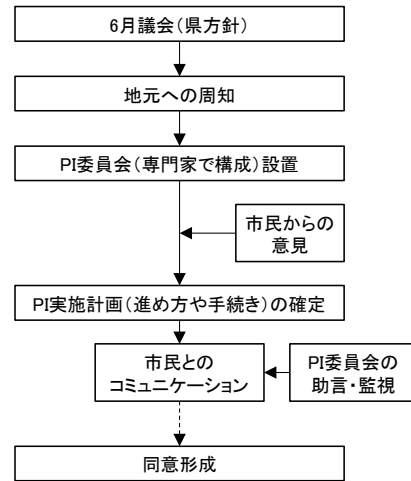 6月議会（県方針）
地元への周知
PI委員会（専門家で構成）設置
市民からの
意見
PI実施計画（進め方や手続き）の確定
市民との
コミュニケーション
PI委員会の
助言・監視
同意形成